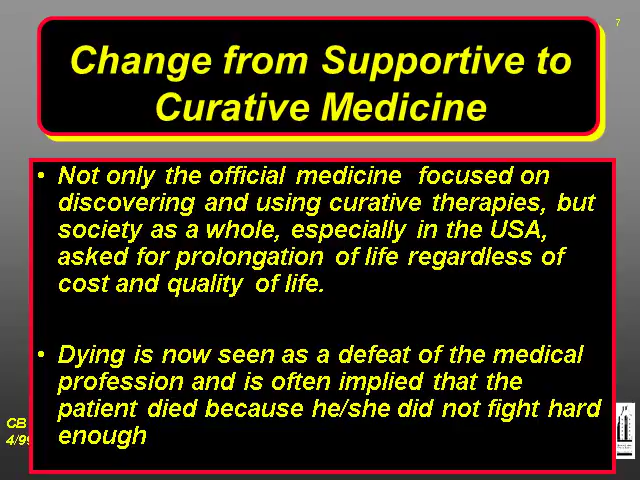 7
Change from Supportive to
Curative Medicine
• Not only the official medicine focused on
discovering and using curative therapies, but
society as a whole, especially in the USA,
asked for prolongation of life regardless of
cost and quality of life.
• Dying is now seen as a defeat of the medical
profession and is often implied that the
patient died because he/she did not fight hard
enough
CB
4/99